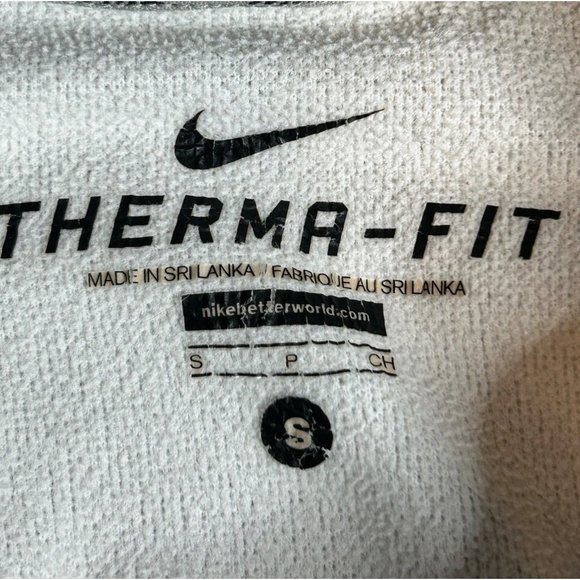 THERMA-FIT
MADE IN SRI LANKA / FABRIQUE AU SRI LANKA
nikebetterworld.com
S P CH
S